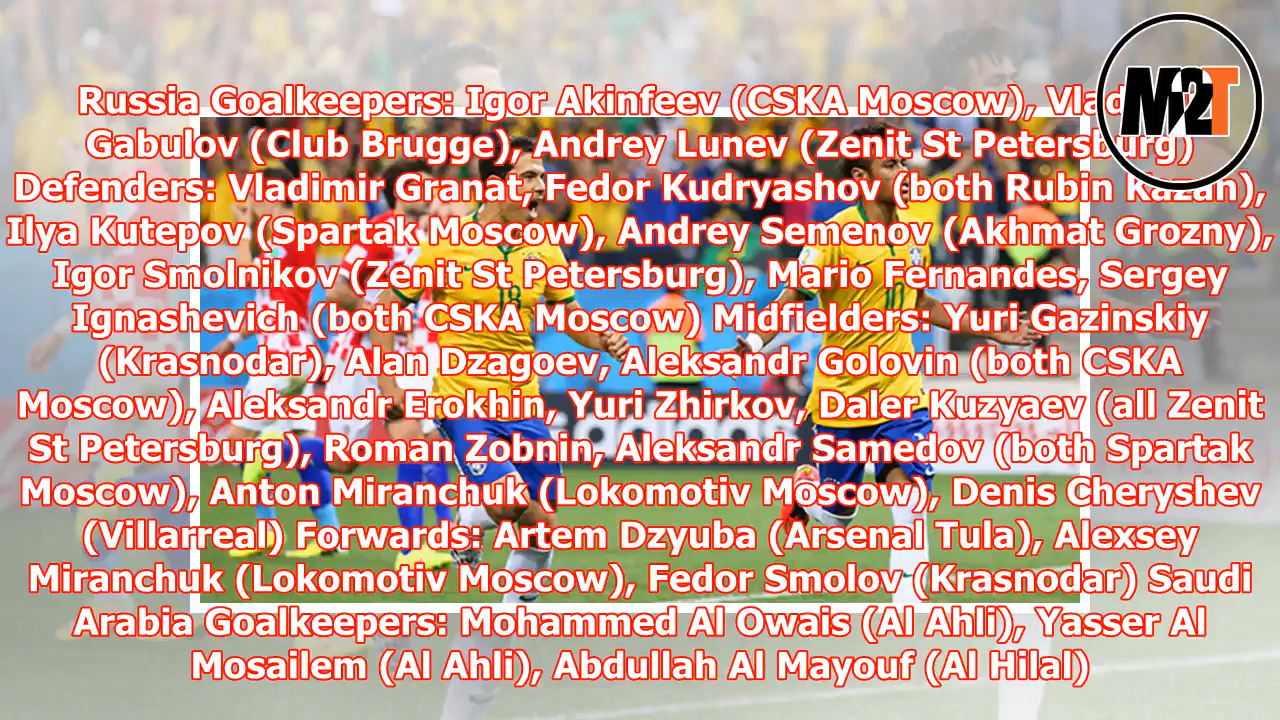 Russia Goalkeepers: Igor Akinfeev (CSKA Moscow),
Gabulov (Club Brugge), Andrey Lunev (Zenit St Petersburg)
Defenders: Vladimir Granat, Fedor Kudryashov (both Rubin Kazan),
Ilya Kutepov (Spartak Moscow), Andrey Semenov (Akhmat Grozny),
Igor Smolnikov (Zenit St Petersburg), Mario Fernandes, Sergey
Ignashevich (both CSKA Moscow) Midfielders: Yuri Gazinskiy
(Krasnodar), Alan Dzagoev, Aleksandr Golovin (both CSKA
Moscow), Aleksandr Erokhin, Yuri Zhirkov, Daler Kuzyaev (all Zenit
St Petersburg), Roman Zobnin, Aleksandr Samedov (both Spartak
Moscow), Anton Miranchuk (Lokomotiv Moscow), Denis Cheryshev
(Villarreal) Forwards: Artem Dzyuba (Arsenal Tula), Alexsey
Miranchuk (Lokomotiv Moscow), Fedor Smolov (Krasnodar) Saudi
Arabia Goalkeepers: Mohammed Al Owais (Al Ahli), Yasser Al
Mosailem (Al Ahli), Abdullah Al Mayouf (Al Hilal)
M2T
18
10